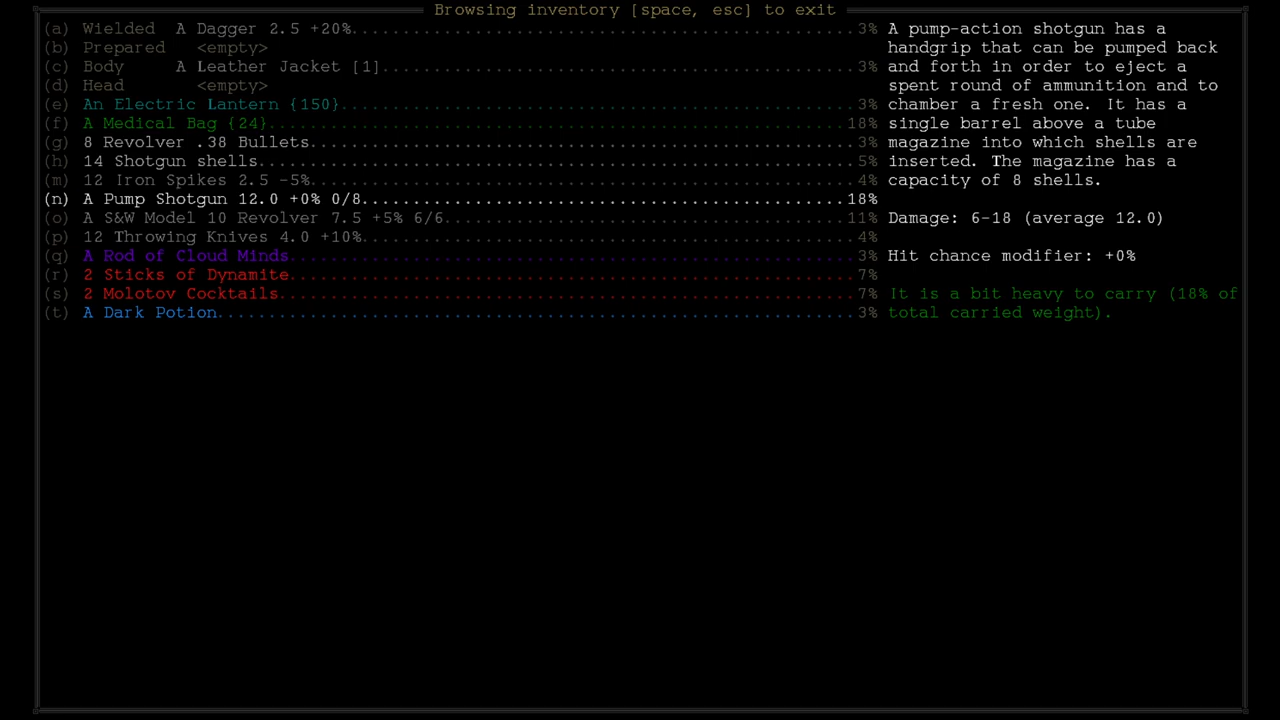 Browsing inventory [space, esc] to exit
(a) Wielded A Dagger 2.5 +20%..................................................3%
(b) Prepared <empty>
(c) Body A Leather Jacket [1]..............................................3%
(d) Head <empty>
(e) An Electric Lantern {150}..................................................3%
(f) A Medical Bag {24}........................................................18%
(g) 8 Revolver .38 Bullets.....................................................3%
(h) 14 Shotgun shells..........................................................5%
(m) 12 Iron Spikes 2.5 -5%.....................................................4%
(n) A Pump Shotgun 12.0 +0% 0/8...............................................18%
(o) A S&W Model 10 Revolver 7.5 +5% 6/6.......................................11%
(p) 12 Throwing Knives 4.0 +10%................................................4%
(q) A Rod of Cloud Minds.......................................................3%
(r) 2 Sticks of Dynamite.......................................................7%
(s) 2 Molotov Cocktails........................................................7%
(t) A Dark Potion..............................................................3%
A pump-action shotgun has a
handgrip that can be pumped back
and forth in order to eject a
spent round of ammunition and to
chamber a fresh one. It has a
single barrel above a tube
magazine into which shells are
inserted. The magazine has a
capacity of 8 shells.
Damage: 6-18 (average 12.0)
Hit chance modifier: +0%
It is a bit heavy to carry (18% of
total carried weight).